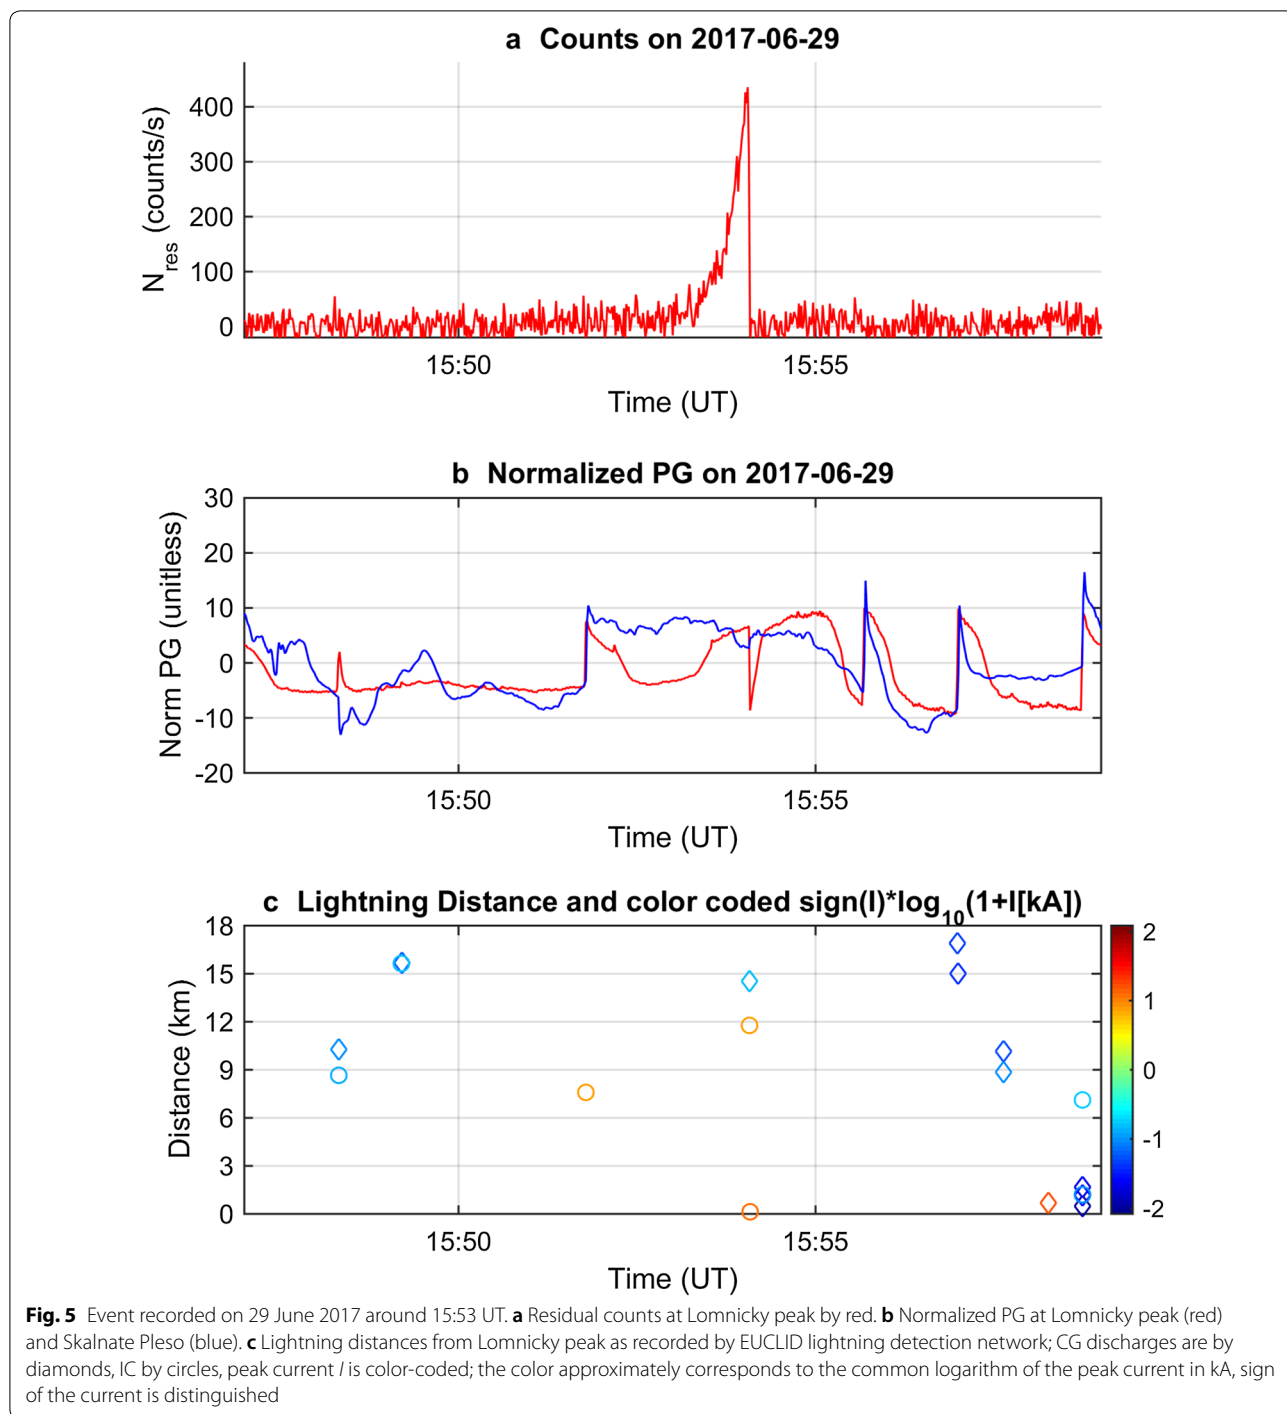 a Counts on 2017-06-29
400
300
200
100
0
N_res (counts/s)
15:50 15:55
Time (UT)
b Normalized PG on 2017-06-29
30
20
10
0
-10
-20
Norm PG (unitless)
15:50 15:55
Time (UT)
c Lightning Distance and color coded sign(I)*log_10(1+I[kA])
18
15
12
9
6
3
0
Distance (km)
2
1
0
-1
-2
15:50 15:55
Time (UT)
Fig. 5 Event recorded on 29 June 2017 around 15:53 UT. a Residual counts at Lomnicky peak by red. b Normalized PG at Lomnicky peak (red)
and Skalnate Pleso (blue). c Lightning distances from Lomnicky peak as recorded by EUCLID lightning detection network; CG discharges are by
diamonds, IC by circles, peak current I is color-coded; the color approximately corresponds to the common logarithm of the peak current in kA, sign
of the current is distinguished